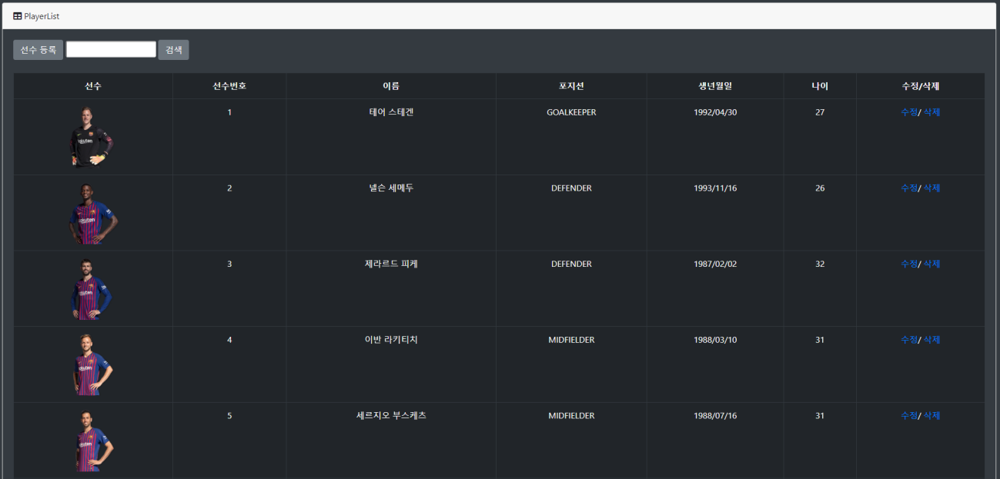 PlayerList
선수 등록 검색
선수 선수번호 이름 포지션 생년월일 나이 수정/삭제
1 테어 스테겐 GOALKEEPER 1992/04/30 27 수정/ 삭제
2 넬슨 세메두 DEFENDER 1993/11/16 26 수정/ 삭제
3 제라르드 피케 DEFENDER 1987/02/02 32 수정/ 삭제
4 이반 라키티치 MIDFIELDER 1988/03/10 31 수정/ 삭제
5 세르지오 부스케츠 MIDFIELDER 1988/07/16 31 수정/ 삭제